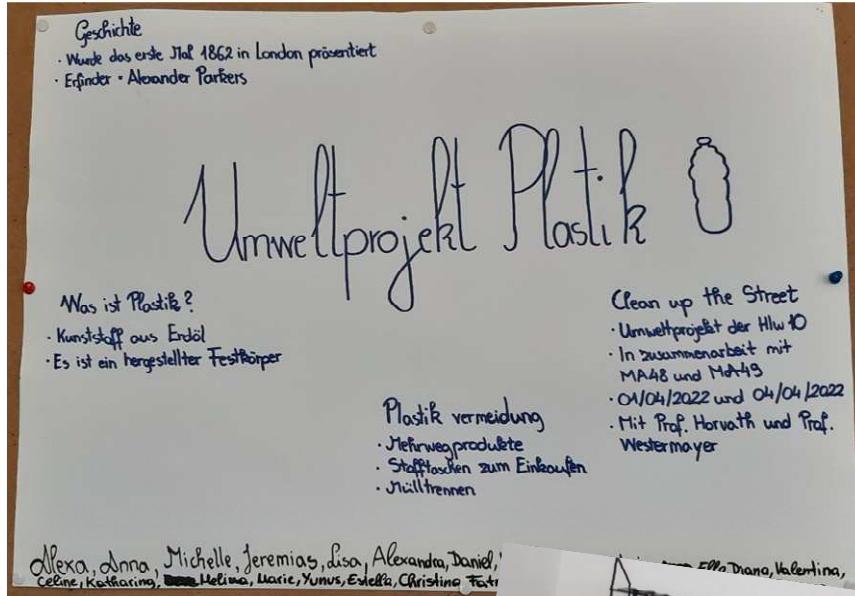 Geschichte
· Wurde das erste Mal 1862 in London präsentiert
· Erfinder = Alexander Parkers
Umweltprojekt Plastik
Was ist Plastik?
· Kunststoff aus Erdöl
· Es ist ein hergestellter Festkörper
Clean up the Street
· Umweltprojekt der Hlw 10
· In zusammenarbeit mit
MA48 und MA49
· 01/04/2022 und 04/04/2022
· Mit Prof. Horvath und Prof.
Westermayer
Plastik vermeidung
· Mehrwegprodukte
· Stofftaschen zum Einkaufen
· Mülltrennen
Alexa, Anna, Michelle, Jeremias, Lisa, Alexandra, Daniel, Ella Diana, Valentina,
Celine, Katharina, Melina, Marie, Yunus, Estella, Christina